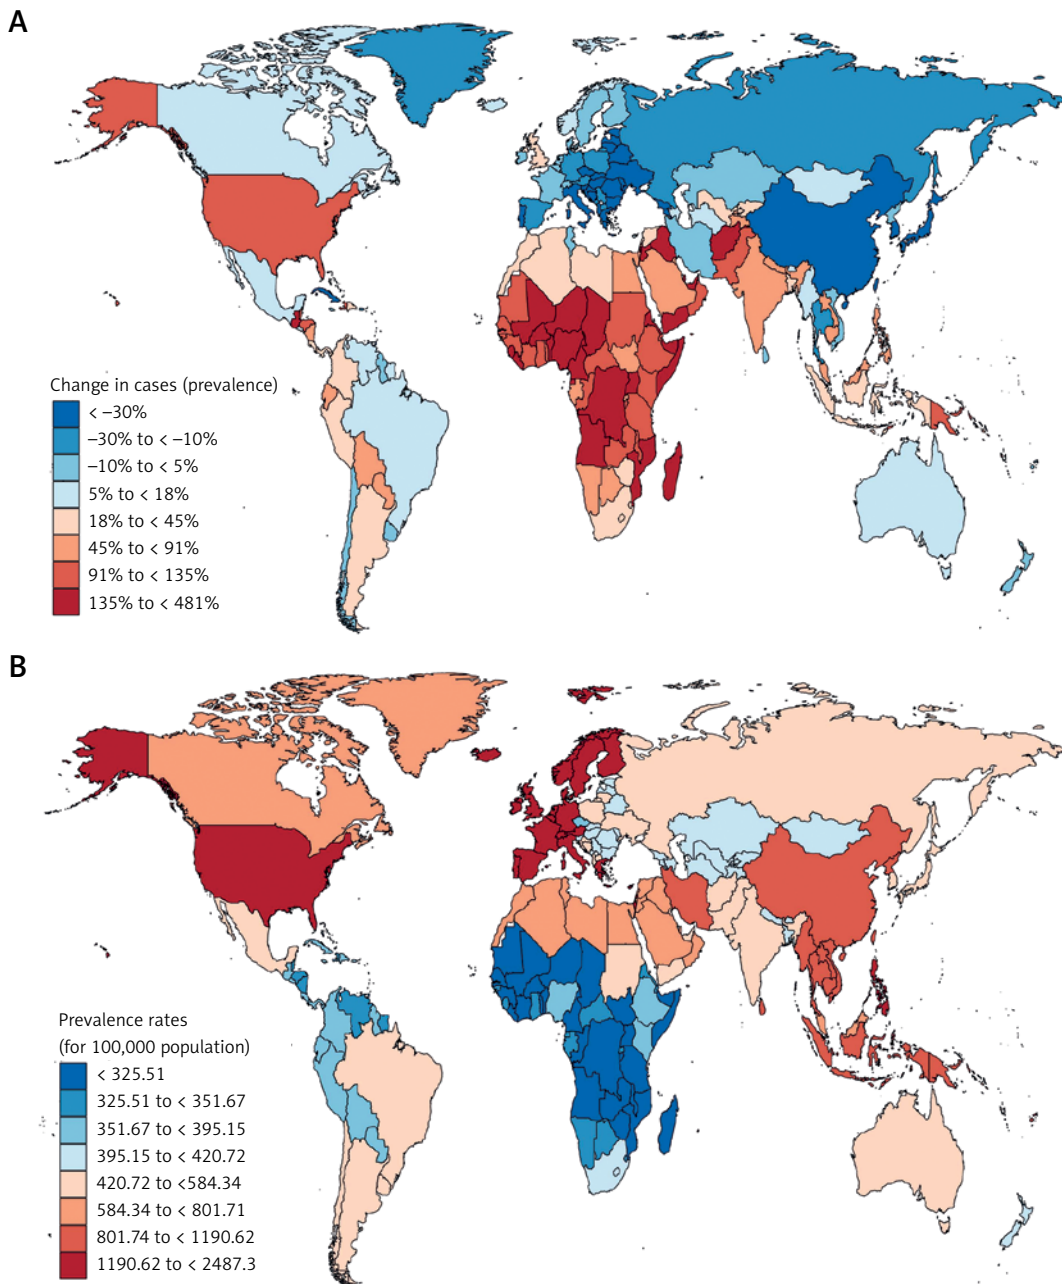 A
Change in cases (prevalence)
< –30%
–30% to < –10%
–10% to < 5%
5% to < 18%
18% to < 45%
45% to < 91%
91% to < 135%
135% to < 481%
B
Prevalence rates
(for 100,000 population)
< 325.51
325.51 to < 351.67
351.67 to < 395.15
395.15 to < 420.72
420.72 to <584.34
584.34 to < 801.71
801.74 to < 1190.62
1190.62 to < 2487.3